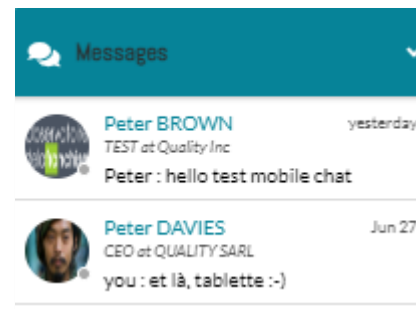 Messages
Peter BROWN yesterday
TEST at Quality Inc
Peter : hello test mobile chat
Peter DAVIES Jun 27
CEO at QUALITY SARL
you : et là, tablette :-)